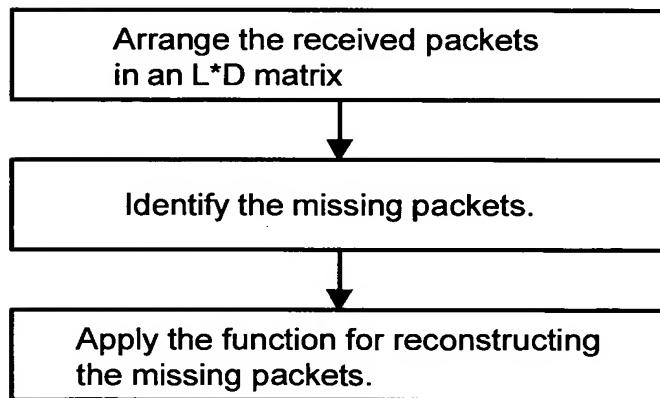 Arrange the received packets
in an L*D matrix
Identify the missing packets.
Apply the function for reconstructing
the missing packets.